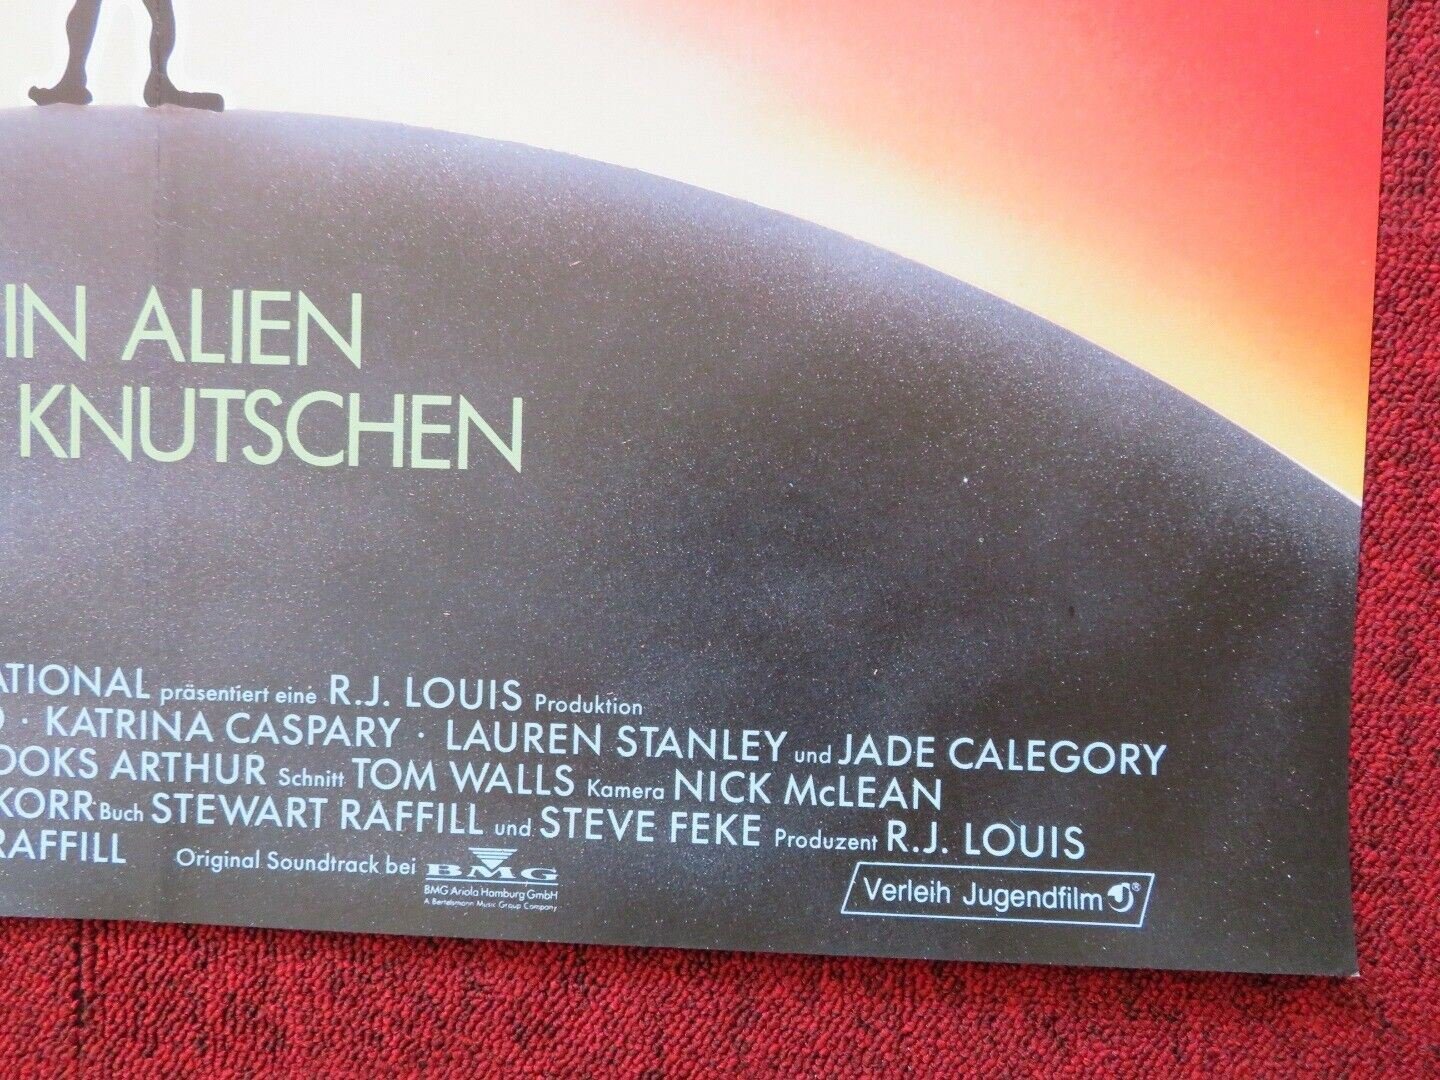 IN ALIEN
KNUTSCHEN
ATIONAL präsentiert eine R.J. LOUIS Produktion
· KATRINA CASPARY · LAUREN STANLEY und JADE CALEGORY
OOKS ARTHUR Schnitt TOM WALLS Kamera NICK McLEAN
KORR Buch STEWART RAFFILL und STEVE FEKE Produzent R.J. LOUIS
RAFFILL
Original Soundtrack bei BMG
BMG Ariola Hamburg GmbH
A Bertelsmann Music Group Company
Verleih Jugendfilm ®